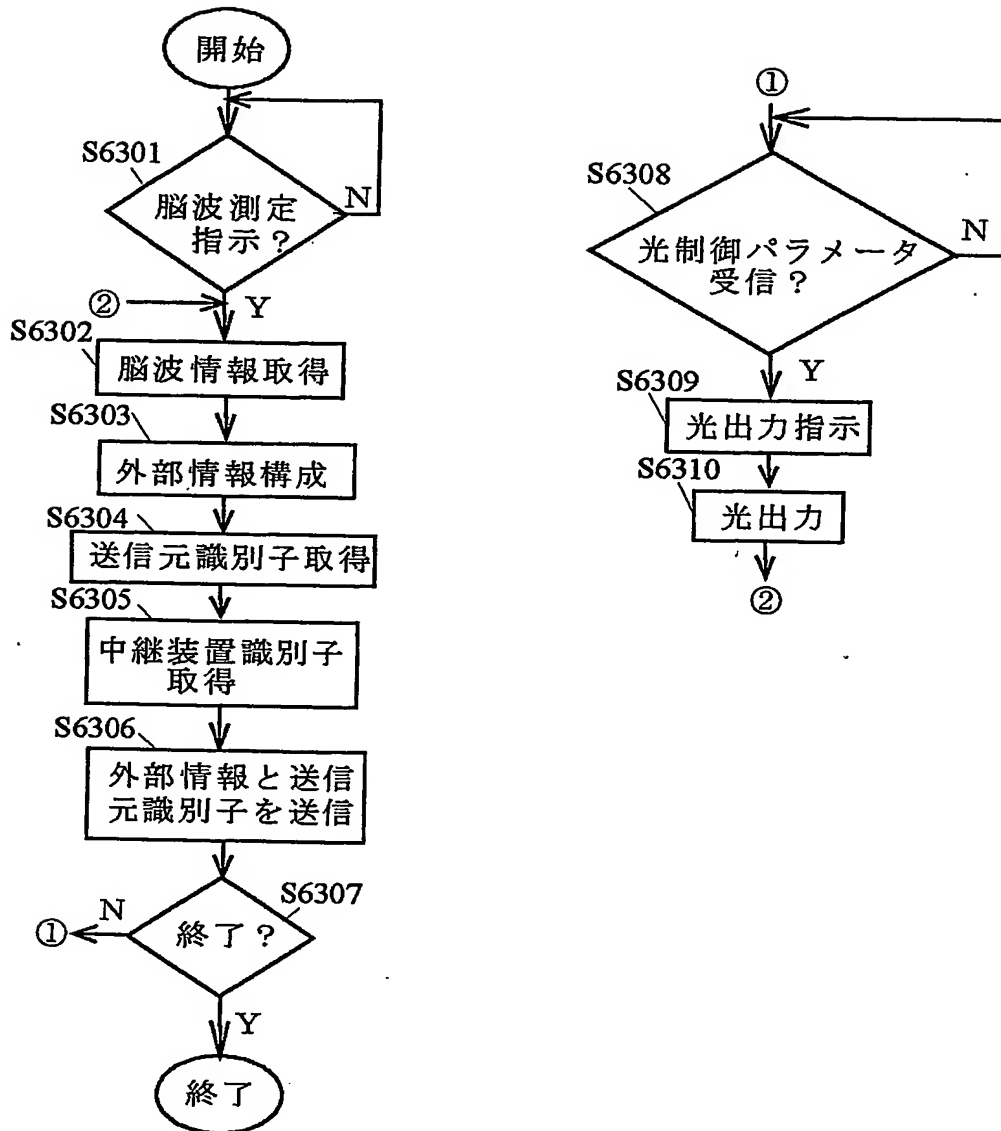 開始
S6301
脳波測定
指示?
N
②
Y
S6302
脳波情報取得
S6303
外部情報構成
S6304
送信元識別子取得
S6305
中継装置識別子
取得
S6306
外部情報と送信
元識別子を送信
S6307
N
①
終了?
Y
終了
①
S6308
光制御パラメータ
受信?
N
Y
S6309
光出力指示
S6310
光出力
②